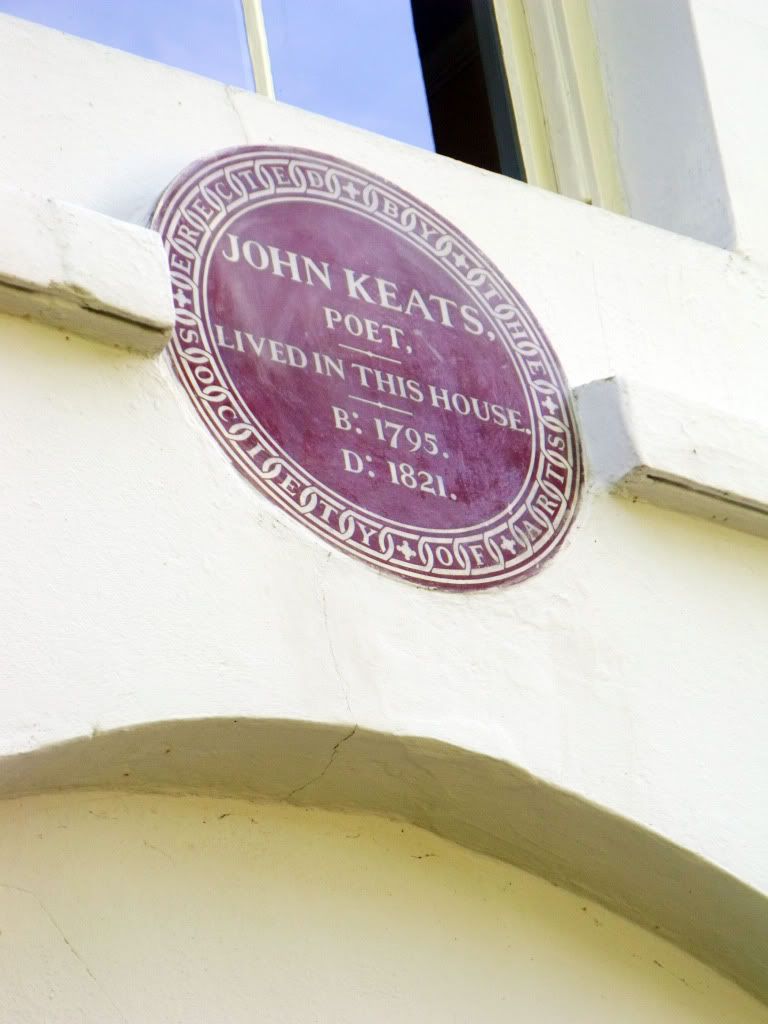 ERECTED BY THE ARTS
JOHN KEATS,
POET,
LIVED IN THIS HOUSE.
B: 1795.
D: 1821.
SOCIETY OF